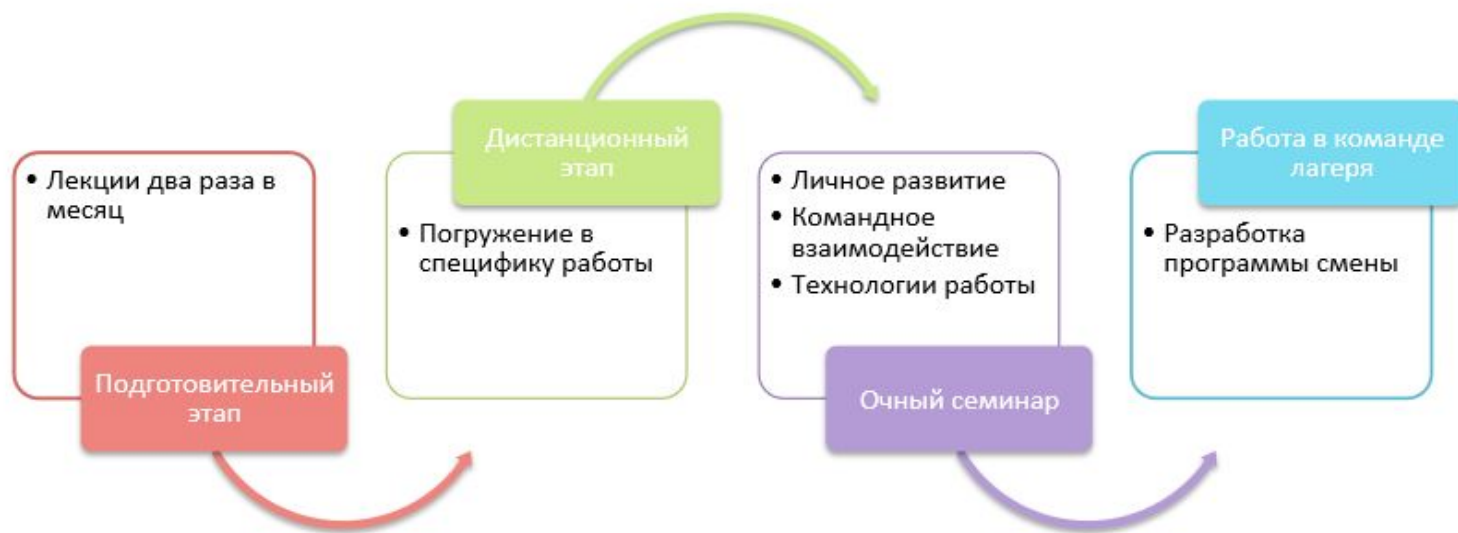 • Лекции два раза в
месяц
Подготовительный
этап
Дистанционный
этап
• Погружение в
специфику работы
• Личное развитие
• Командное
взаимодействие
• Технологии работы
Очный семинар
Работа в команде
лагеря
• Разработка
программы смены